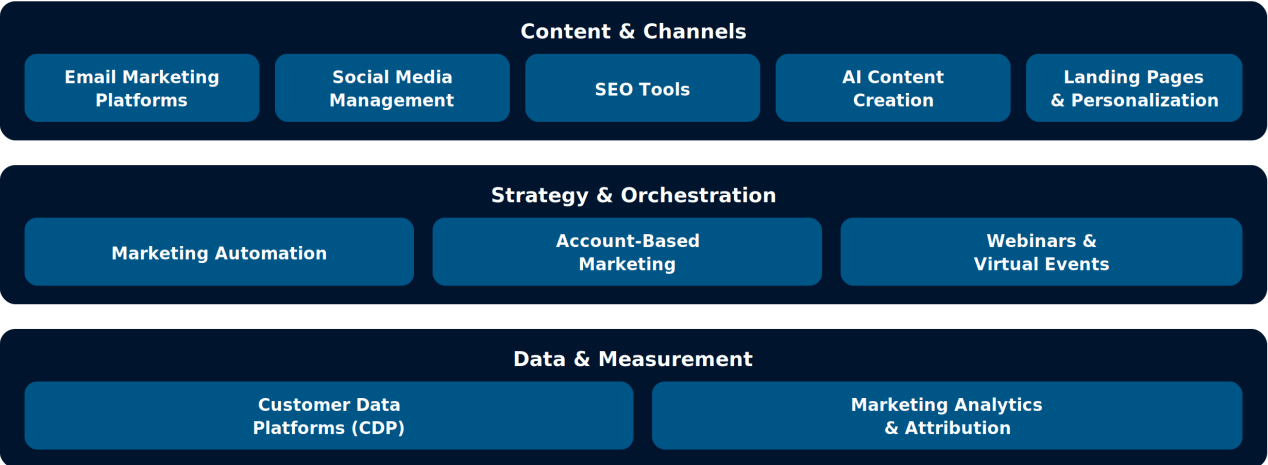 Content & Channels
Email Marketing
Platforms
Social Media
Management
SEO Tools
AI Content
Creation
Landing Pages
& Personalization
Strategy & Orchestration
Marketing Automation
Account-Based
Marketing
Webinars &
Virtual Events
Data & Measurement
Customer Data
Platforms (CDP)
Marketing Analytics
& Attribution